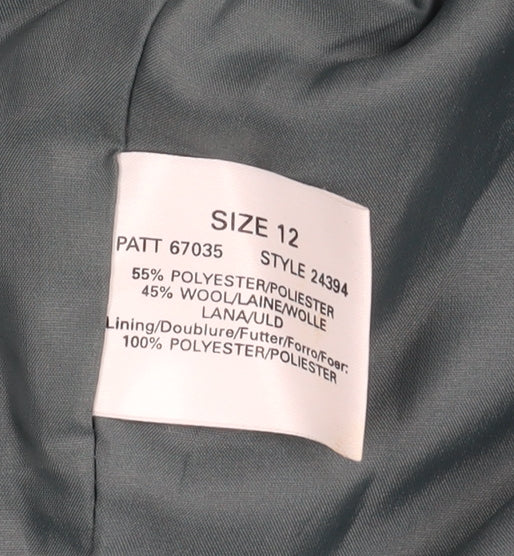 SIZE 12
PATT 67035 STYLE 24394
55% POLYESTER/POLIESTER
45% WOOL/LAINE/WOLLE
LANA/ULD
Lining/Doublure/Futter/Forro/Foer:
100% POLYESTER/POLIESTER